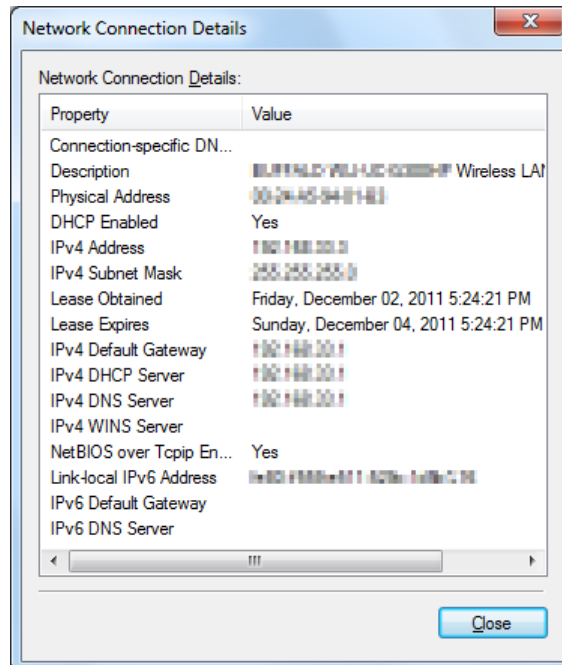 Network Connection Details
Network Connection Details:
Property Value
Connection-specific DN...
Description Wireless LAN
Physical Address
DHCP Enabled Yes
IPv4 Address
IPv4 Subnet Mask
Lease Obtained Friday, December 02, 2011 5:24:21 PM
Lease Expires Sunday, December 04, 2011 5:24:21 PM
IPv4 Default Gateway
IPv4 DHCP Server
IPv4 DNS Server
IPv4 WINS Server
NetBIOS over Tcpip En... Yes
Link-local IPv6 Address
IPv6 Default Gateway
IPv6 DNS Server
Close